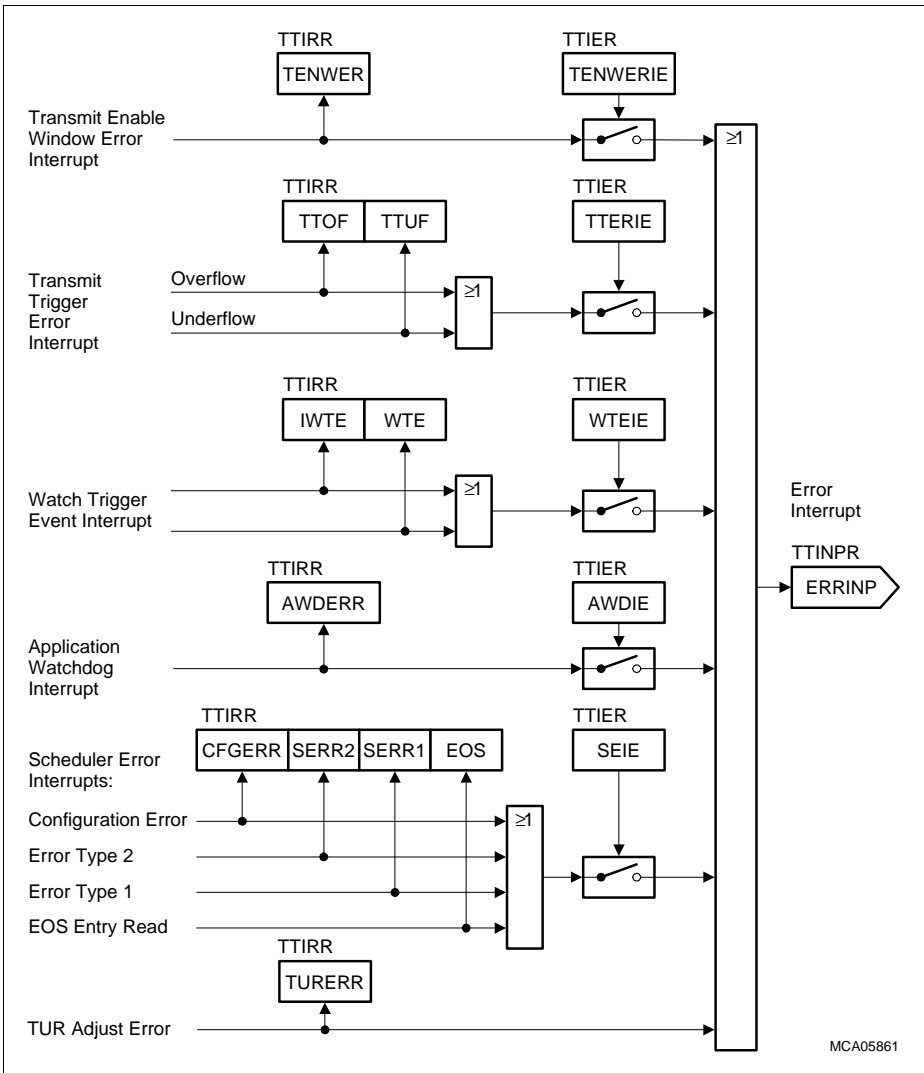 TTIRR
TTIER
TENWER
TENWERIE
Transmit Enable
Window Error
Interrupt
≥1
TTIRR
TTIER
TTOF
TTUF
TTERIE
Transmit
Trigger
Error
Interrupt
Overflow
Underflow
≥1
TTIRR
TTIER
IWTE
WTE
WTEIE
Watch Trigger
Event Interrupt
≥1
Error
Interrupt
TTINPR
ERRINP
TTIRR
TTIER
AWDERR
AWDIE
Application
Watchdog
Interrupt
TTIRR
TTIER
CFGERR
SERR2
SERR1
EOS
SEIE
Scheduler Error
Interrupts:
Configuration Error
Error Type 2
Error Type 1
EOS Entry Read
≥1
TTIRR
TURERR
TUR Adjust Error
MCA05861